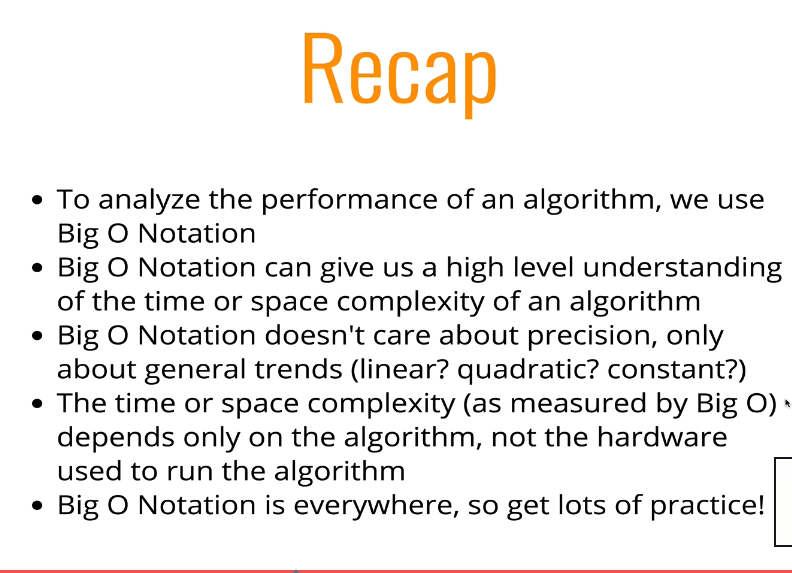 Recap
• To analyze the performance of an algorithm, we use
Big O Notation
• Big O Notation can give us a high level understanding
of the time or space complexity of an algorithm
• Big O Notation doesn't care about precision, only
about general trends (linear? quadratic? constant?)
• The time or space complexity (as measured by Big O)
depends only on the algorithm, not the hardware
used to run the algorithm
• Big O Notation is everywhere, so get lots of practice!